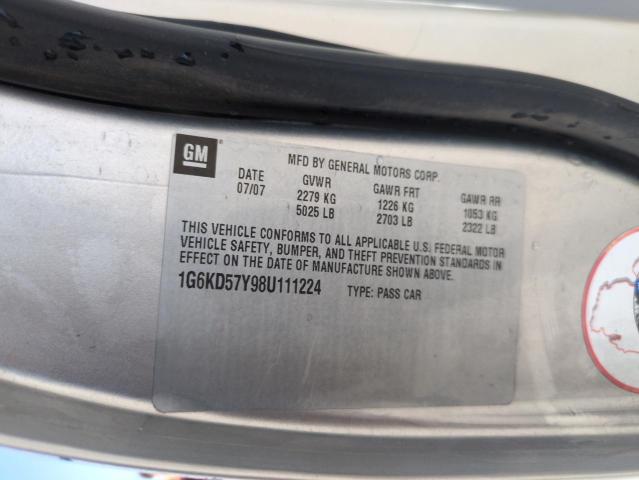 GM
MFD BY GENERAL MOTORS CORP.
DATE GVWR GAWR FRT GAWR RR
07/07 2279 KG 1226 KG 1053 KG
5025 LB 2703 LB 2322 LB
THIS VEHICLE CONFORMS TO ALL APPLICABLE U.S. FEDERAL MOTOR
VEHICLE SAFETY, BUMPER, AND THEFT PREVENTION STANDARDS
IN EFFECT ON THE DATE OF MANUFACTURE SHOWN ABOVE.
1G6KD57Y98U111224 TYPE: PASS CAR